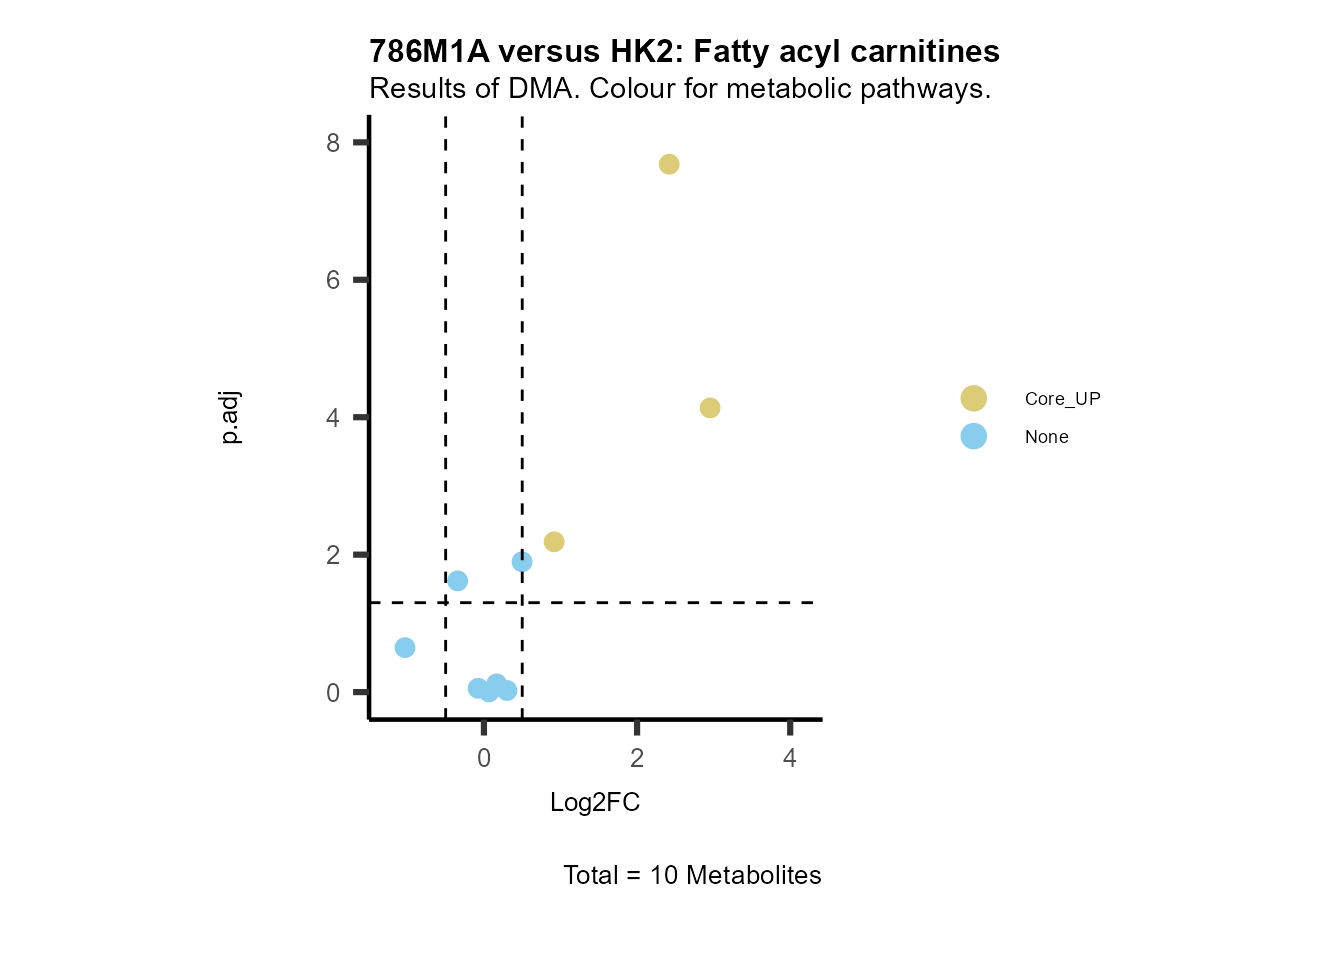 786M1A versus HK2: Fatty acyl carnitines
Results of DMA. Colour for metabolic pathways.
8
6
4
2
0
p.adj
Core_UP
None
0 2 4
Log2FC
Total = 10 Metabolites